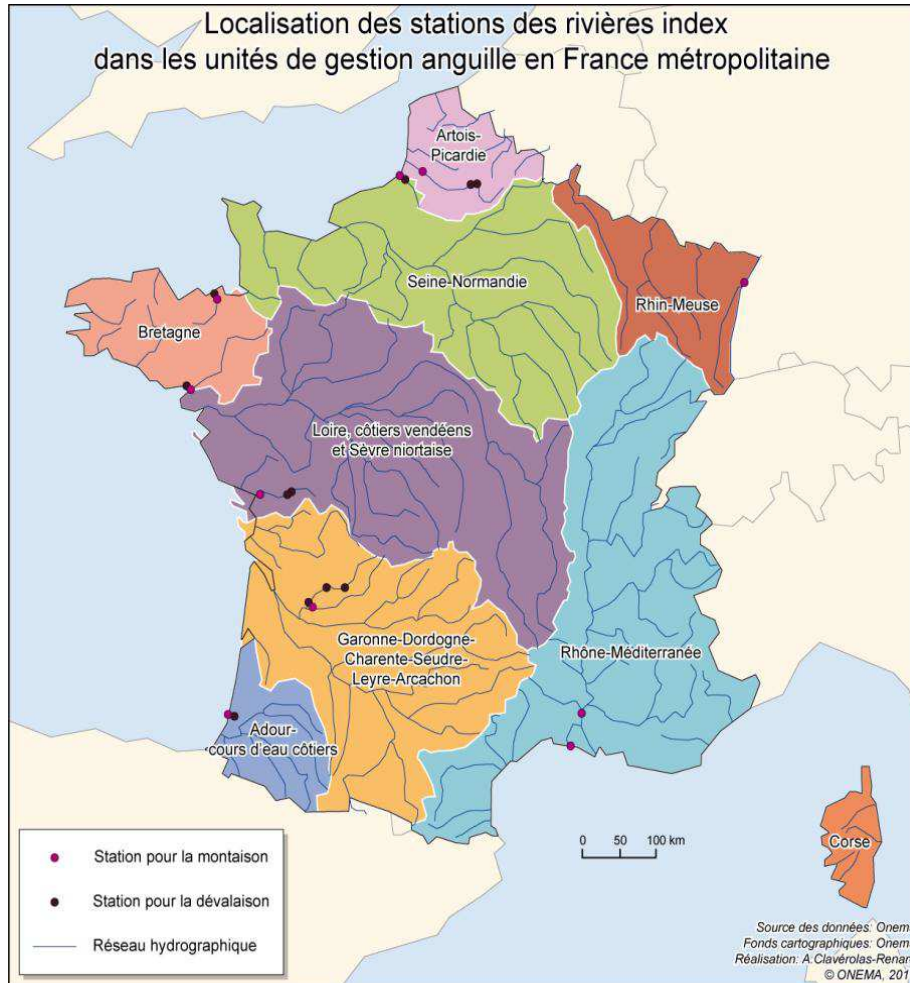 Localisation des stations des rivières index
dans les unités de gestion anguille en France métropolitaine
Artois-
Picardie
Seine-Normandie
Rhin-Meuse
Bretagne
Loire, côtiers vendéens
et Sèvre niortaise
Garonne-Dordogne-
Charente-Seudre-
Leyre-Arcachon
Rhône-Méditerranée
Adour-
cours d'eau côtiers
Corse
0 50 100 km
Station pour la montaison
Station pour la dévalaison
Réseau hydrographique
Source des données: Onem
Fonds cartographiques: Onem
Réalisation: A.Clavérolas-Renar
© ONEMA, 201